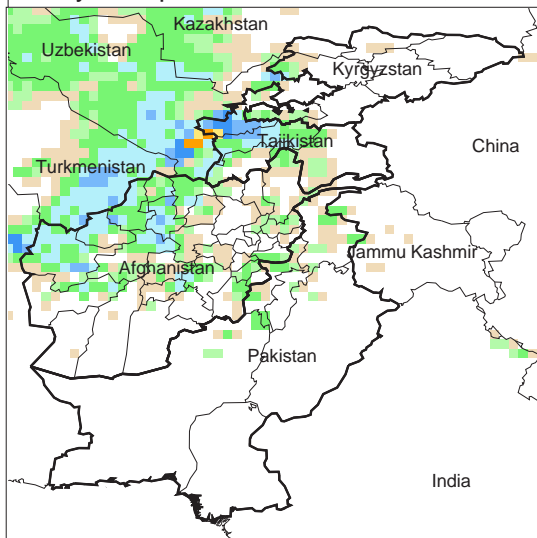 Kazakhstan
Uzbekistan
Kyrgyzstan
Tajikistan
China
Turkmenistan
Jammu Kashmir
Afghanistan
Pakistan
India